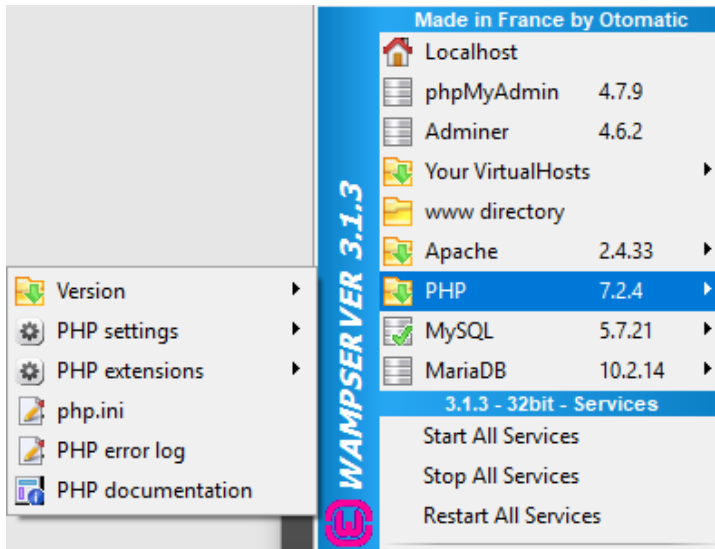 Made in France by Otomatic
Localhost
phpMyAdmin 4.7.9
Adminer 4.6.2
Your VirtualHosts
www directory
Apache 2.4.33
PHP 7.2.4
MySQL 5.7.21
MariaDB 10.2.14
3.1.3 - 32bit - Services
Start All Services
Stop All Services
Restart All Services
WAMPSERVER 3.1.3
Version
PHP settings
PHP extensions
php.ini
PHP error log
PHP documentation